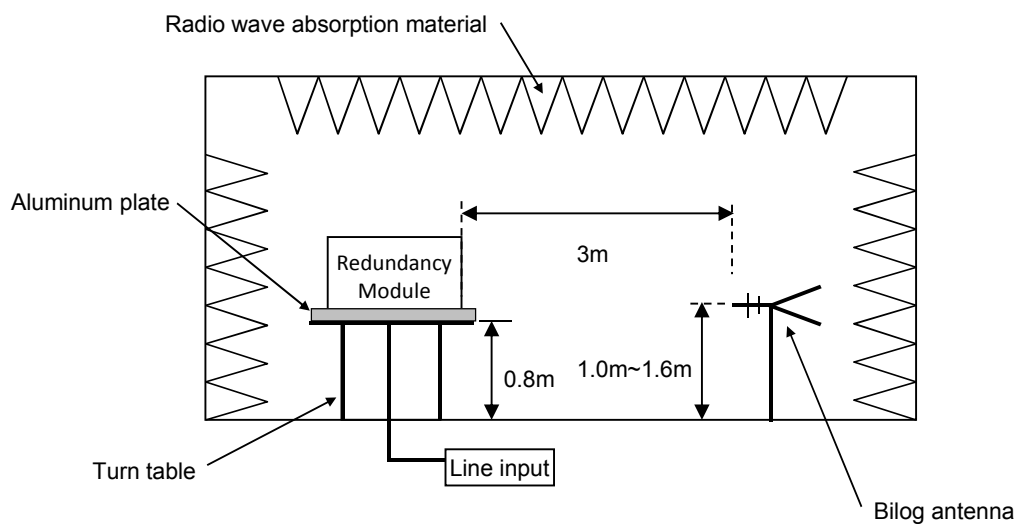 Radio wave absorption material
Aluminum plate
Redundancy
Module
3m
0.8m
1.0m~1.6m
Turn table
Line input
Bilog antenna